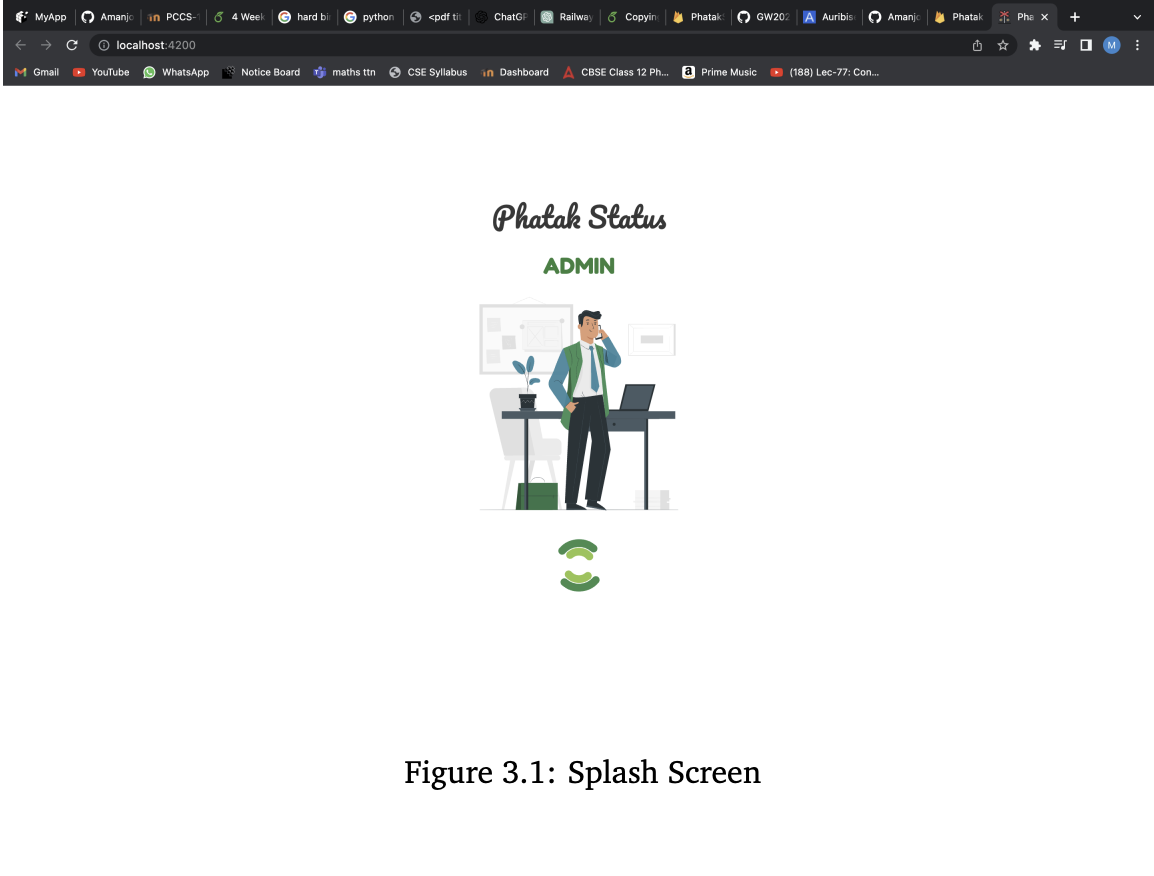 MyApp Amanjo PCCS-1 4 Week hard bi python <pdf tit ChatGP Railway Copyin Phatak GW202 Auribis Amanjo Phatak Pha
localhost:4200 M
Gmail YouTube WhatsApp Notice Board maths ttn CSE Syllabus Dashboard CBSE Class 12 Ph... Prime Music (188) Lec-77: Con...
Phatak Status
ADMIN
Figure 3.1: Splash Screen